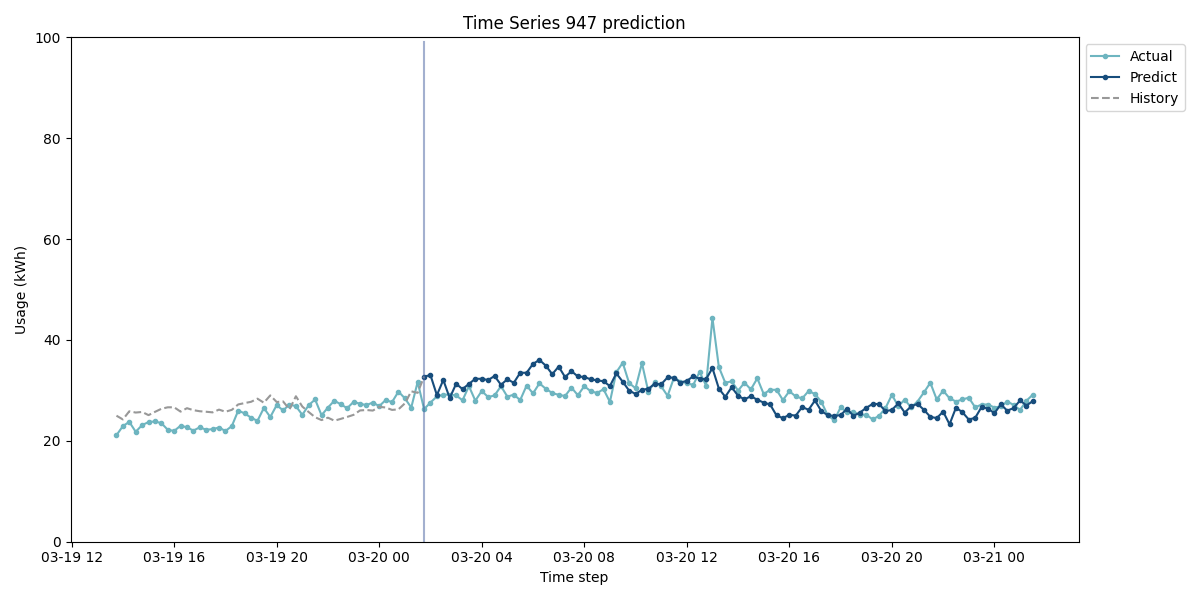 Time Series 947 prediction
100
80
60
40
20
0
Usage (kWh)
03-19 12 03-19 16 03-19 20 03-20 00 03-20 04 03-20 08 03-20 12 03-20 16 03-20 20 03-21 00
Time step
Actual
Predict
History